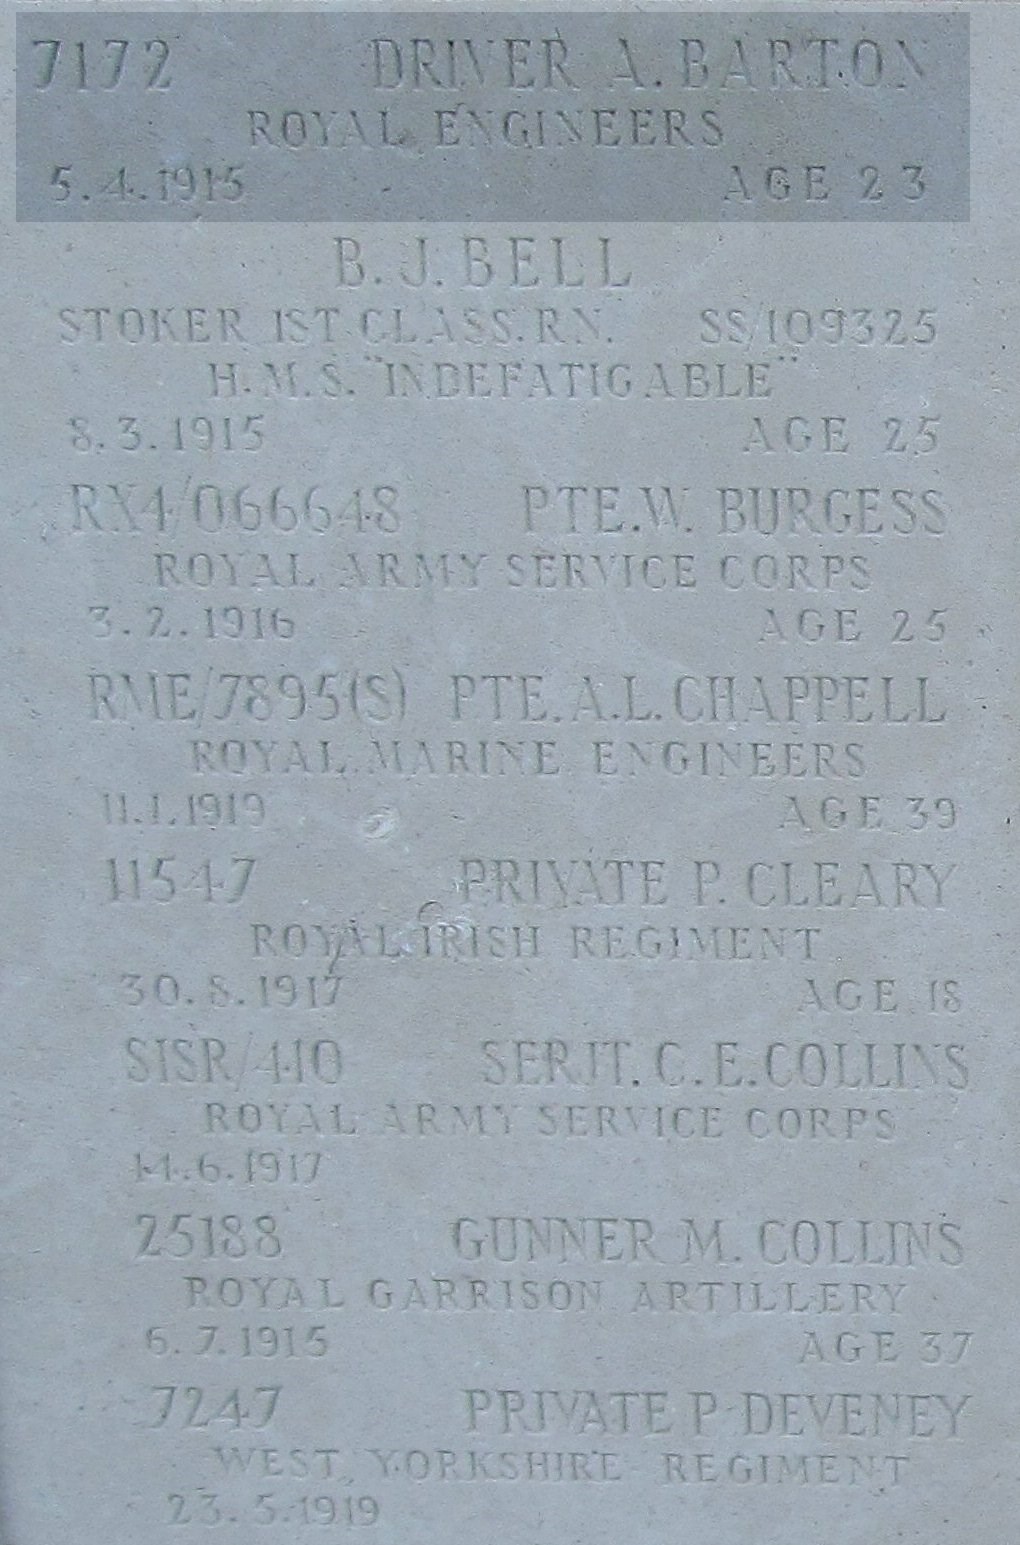 7172 DRIVER A. BARTON
ROYAL ENGINEERS
5.4.1915 AGE 23
B. J. BELL
STOKER 1ST CLASS. R.N. SS/109325
H.M.S. "INDEFATIGABLE"
8.3.1915 AGE 25
RX4/066648 PTE. W. BURGESS
ROYAL ARMY SERVICE CORPS
3.2.1916 AGE 25
RME/7895(S) PTE. A. L. CHAPPELL
ROYAL MARINE ENGINEERS
11.1.1919 AGE 39
11547 PRIVATE P. CLEARY
ROYAL IRISH REGIMENT
30.8.1917 AGE 18
SISR/410 SERJT. C. E. COLLINS
ROYAL ARMY SERVICE CORPS
14.6.1917
25188 GUNNER M. COLLINS
ROYAL GARRISON ARTILLERY
6.7.1915 AGE 37
7247 PRIVATE P. DEVENEY
WEST YORKSHIRE REGIMENT
23.5.1919